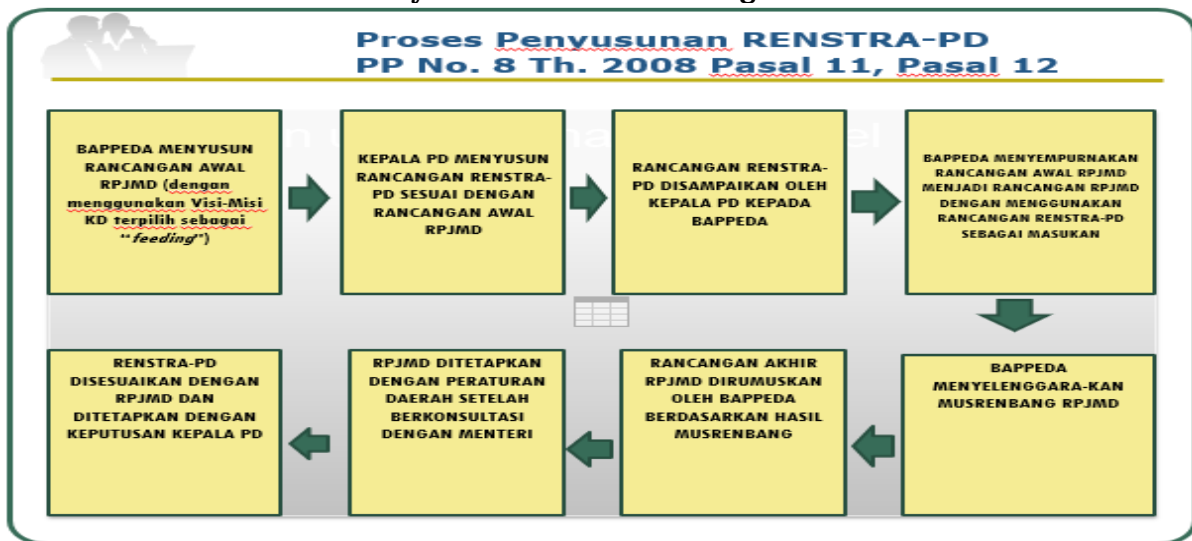 Proses Penyusunan RENSTRA-PD
PP No. 8 Th. 2008 Pasal 11, Pasal 12
BAPPEDA MENYUSUN
RANCANGAN AWAL
RPJMD (dengan
menggunakan Visi-Misi
KD terpilih sebagai
"feeding")
KEPALA PD MENYUSUN
RANCANGAN RENSTRA-
PD SESUAI DENGAN
RANCANGAN AWAL
RPJMD
RANCANGAN RENSTRA-
PD DISAMPAIKAN OLEH
KEPALA PD KEPADA
BAPPEDA
BAPPEDA MENYEMPURNAKAN
RANCANGAN AWAL RPJMD
MENJADI RANCANGAN RPJMD
DENGAN MENGGUNAKAN
RANCANGAN RENSTRA-PD
SEBAGAI MASUKAN
BAPPEDA
MENYELENGGARA-KAN
MUSRENBANG RPJMD
RANCANGAN AKHIR
RPJMD DIRUMUSKAN
OLEH BAPPEDA
BERDASARKAN HASIL
MUSRENBANG
RPJMD DITETAPKAN
DENGAN PERATURAN
DAERAH SETELAH
BERKONSULTASI
DENGAN MENTERI
RENSTRA-PD
DISESUAIKAN DENGAN
RPJMD DAN
DITETAPKAN DENGAN
KEPUTUSAN KEPALA PD